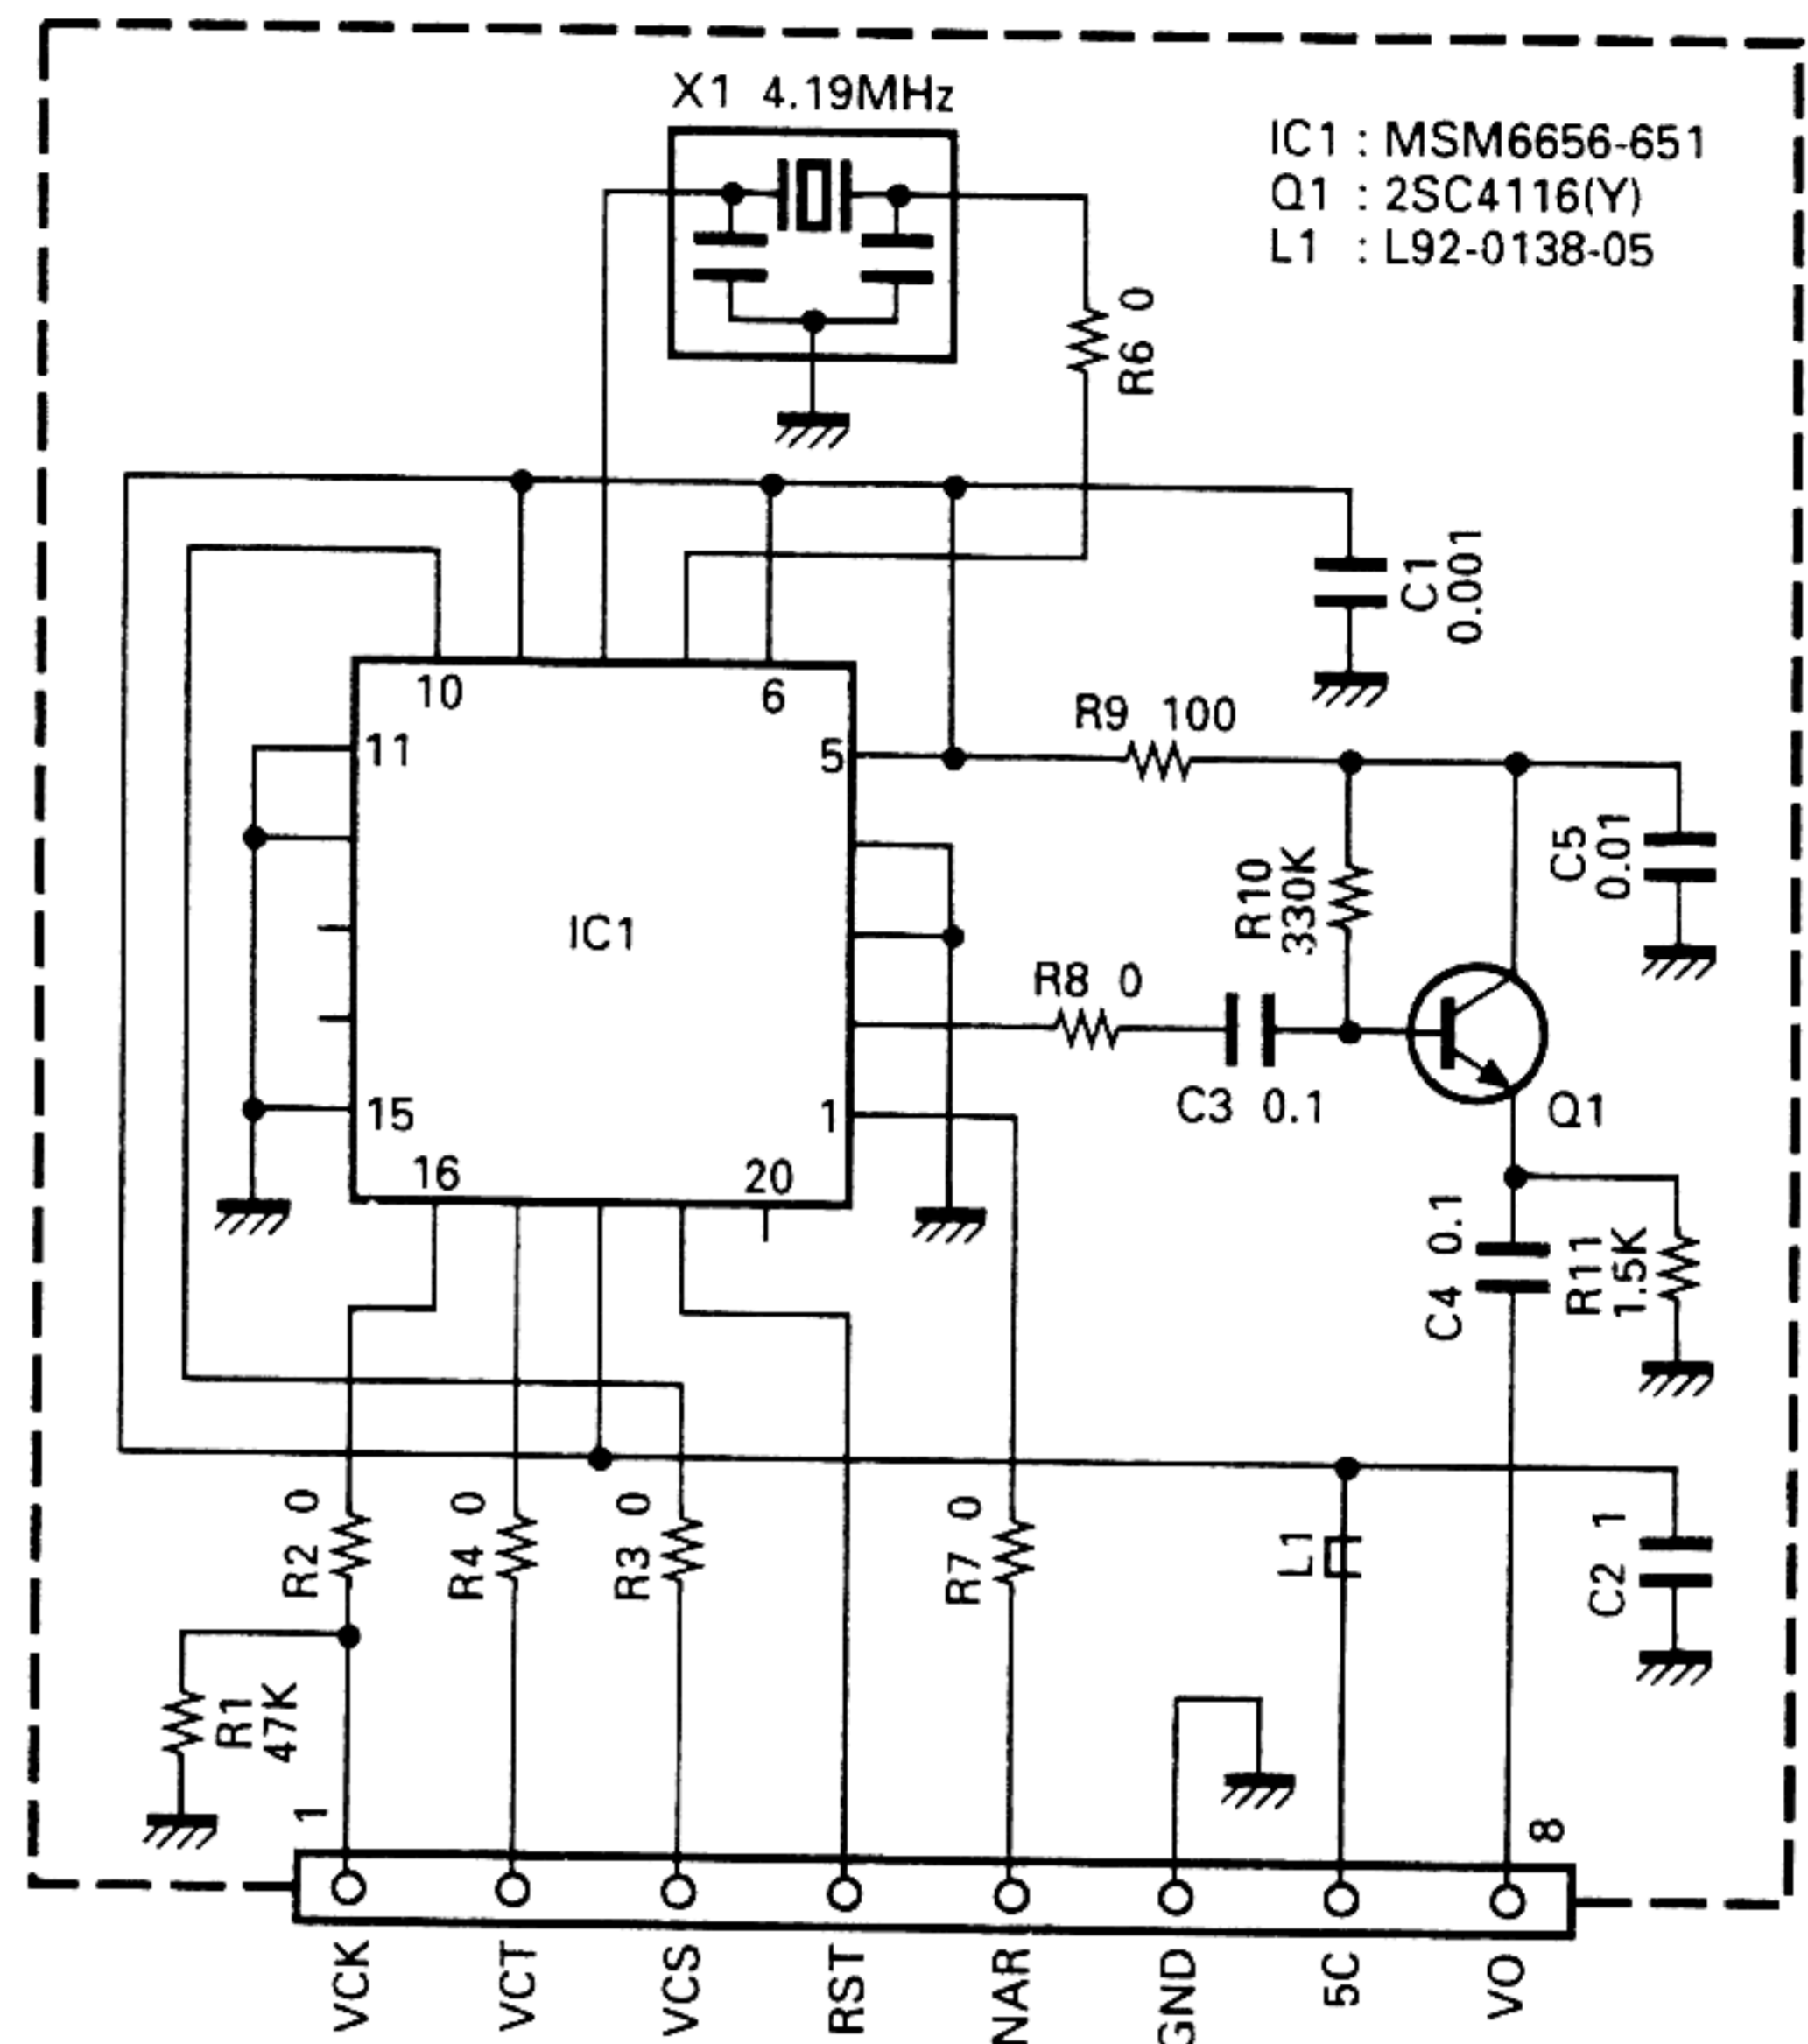 X1 4.19MHz
IC1 : MSM6656-651
Q1 : 2SC4116(Y)
L1 : L92-0138-05
R6 0
C1
0.001
10
6
11
5
R9 100
C5
0.01
R10
330K
IC1
R8 0
C3 0.1
Q1
15
1
16
20
C4 0.1
R11
1.5K
R2 0
R4 0
R3 0
R7 0
L1
C2 1
R1
47K
1
8
VCK
VCT
VCS
RST
NAR
GND
5C
VO